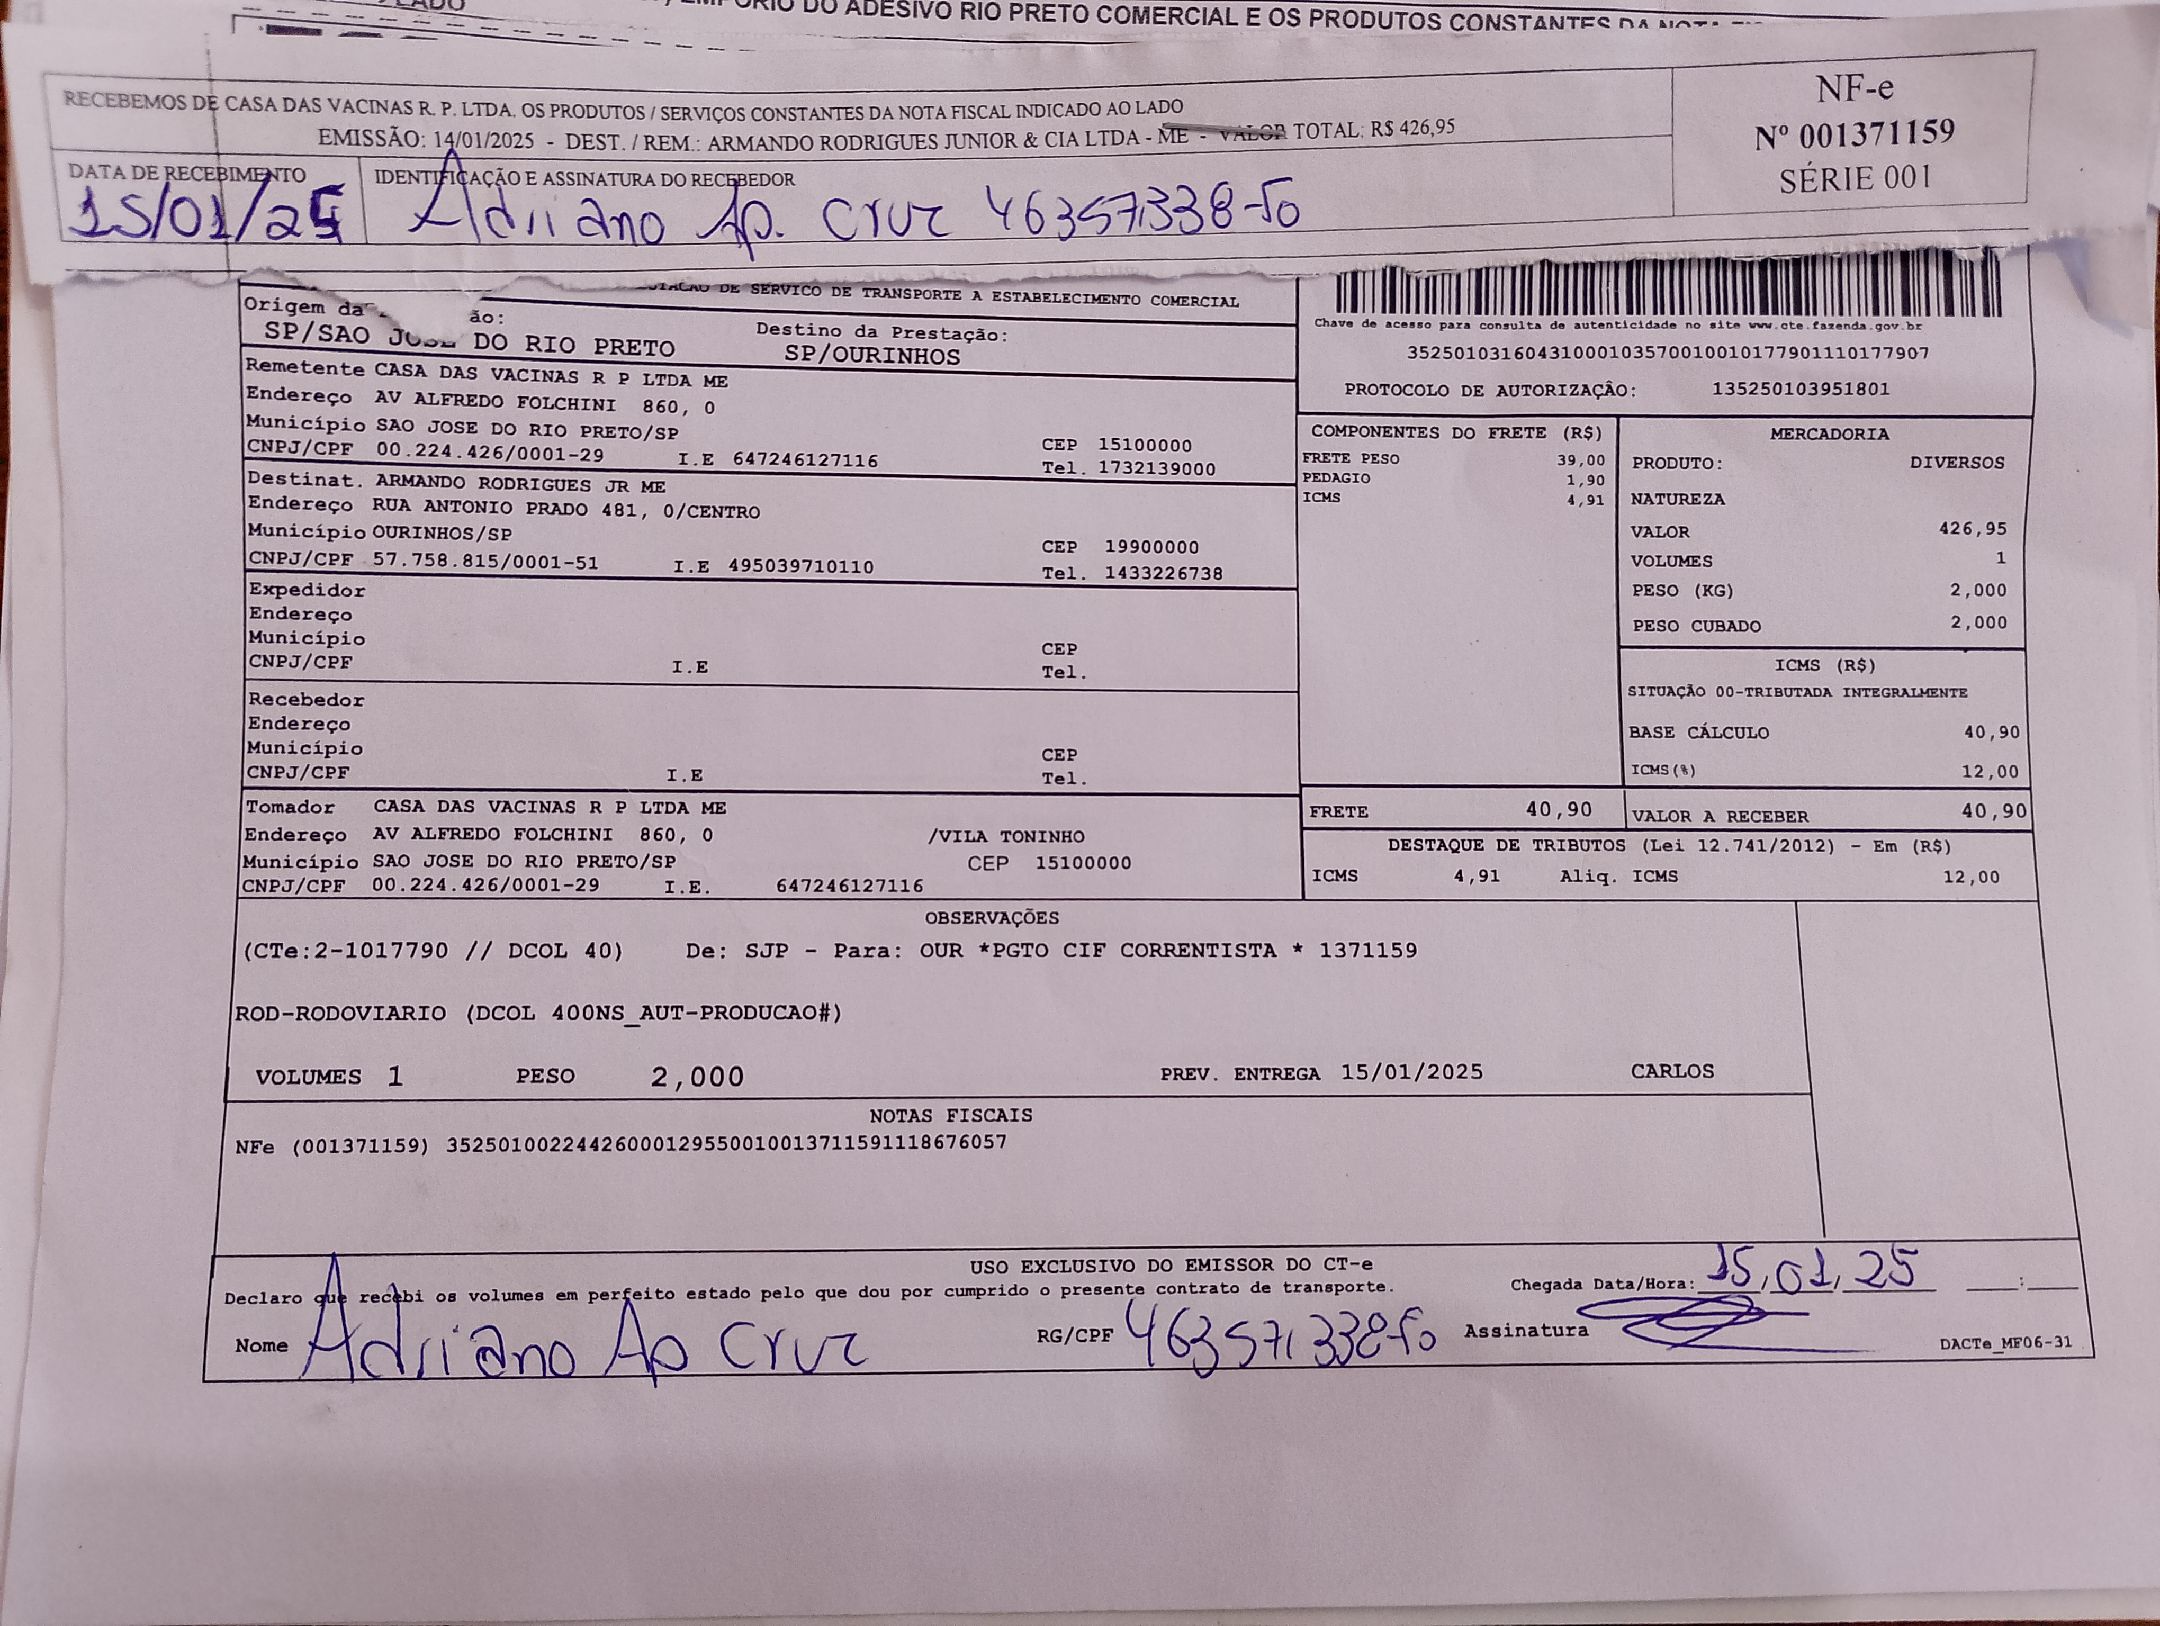 EMPÓRIO DO ADESIVO RIO PRETO COMERCIAL E OS PRODUTOS CONSTANTES DA NOTA
RECEBEMOS DE CASA DAS VACINAS R. P. LTDA, OS PRODUTOS / SERVIÇOS CONSTANTES DA NOTA FISCAL INDICADO AO LADO
EMISSÃO: 14/01/2025 - DEST. / REM.: ARMANDO RODRIGUES JUNIOR & CIA LTDA - ME - VALOR TOTAL: R$ 426,95
NF-e
Nº 001371159
SÉRIE 001
DATA DE RECEBIMENTO
15/01/25
IDENTIFICAÇÃO E ASSINATURA DO RECEBEDOR
Adriano Ap. Cruz 46357338-50
DE SERVICO DE TRANSPORTE A ESTABELECIMENTO COMERCIAL
Origem da ão:
SP/SAO JOSE DO RIO PRETO
Destino da Prestação:
SP/OURINHOS
Remetente CASA DAS VACINAS R P LTDA ME
Endereço AV ALFREDO FOLCHINI 860, 0
Município SAO JOSE DO RIO PRETO/SP CEP 15100000
CNPJ/CPF 00.224.426/0001-29 I.E 647246127116 Tel. 1732139000
Destinat. ARMANDO RODRIGUES JR ME
Endereço RUA ANTONIO PRADO 481, 0/CENTRO
Município OURINHOS/SP CEP 19900000
CNPJ/CPF 57.758.815/0001-51 I.E 495039710110 Tel. 1433226738
Expedidor
Endereço
Município CEP
CNPJ/CPF I.E Tel.
Recebedor
Endereço
Município CEP
CNPJ/CPF I.E Tel.
Tomador CASA DAS VACINAS R P LTDA ME
Endereço AV ALFREDO FOLCHINI 860, 0 /VILA TONINHO
Município SAO JOSE DO RIO PRETO/SP CEP 15100000
CNPJ/CPF 00.224.426/0001-29 I.E. 647246127116
Chave de acesso para consulta de autenticidade no site www.cte.fazenda.gov.br
35250103160431000103570010010177901110177907
PROTOCOLO DE AUTORIZAÇÂO: 135250103951801
COMPONENTES DO FRETE (R$)
FRETE PESO 39,00
PEDAGIO 1,90
ICMS 4,91
MERCADORIA
PRODUTO: DIVERSOS
NATUREZA
VALOR 426,95
VOLUMES 1
PESO (KG) 2,000
PESO CUBADO 2,000
ICMS (R$)
SITUAÇÃO 00-TRIBUTADA INTEGRALMENTE
BASE CÁLCULO 40,90
ICMS(%) 12,00
FRETE 40,90
VALOR A RECEBER 40,90
DESTAQUE DE TRIBUTOS (Lei 12.741/2012) - Em (R$)
ICMS 4,91 Aliq. ICMS 12,00
OBSERVAÇÕES
(CTe:2-1017790 // DCOL 40) De: SJP - Para: OUR *PGTO CIF CORRENTISTA * 1371159
ROD-RODOVIARIO (DCOL 400NS_AUT-PRODUCAO#)
VOLUMES 1 PESO 2,000 PREV. ENTREGA 15/01/2025 CARLOS
NOTAS FISCAIS
NFe (001371159) 35250100224426000129550010013711591118676057
USO EXCLUSIVO DO EMISSOR DO CT-e
Declaro que recebi os volumes em perfeito estado pelo que dou por cumprido o presente contrato de transporte.
Chegada Data/Hora: 15,01,25 :
Nome Adriano Ap Cruz RG/CPF 46357338-50 Assinatura
DACTe_MF06-31